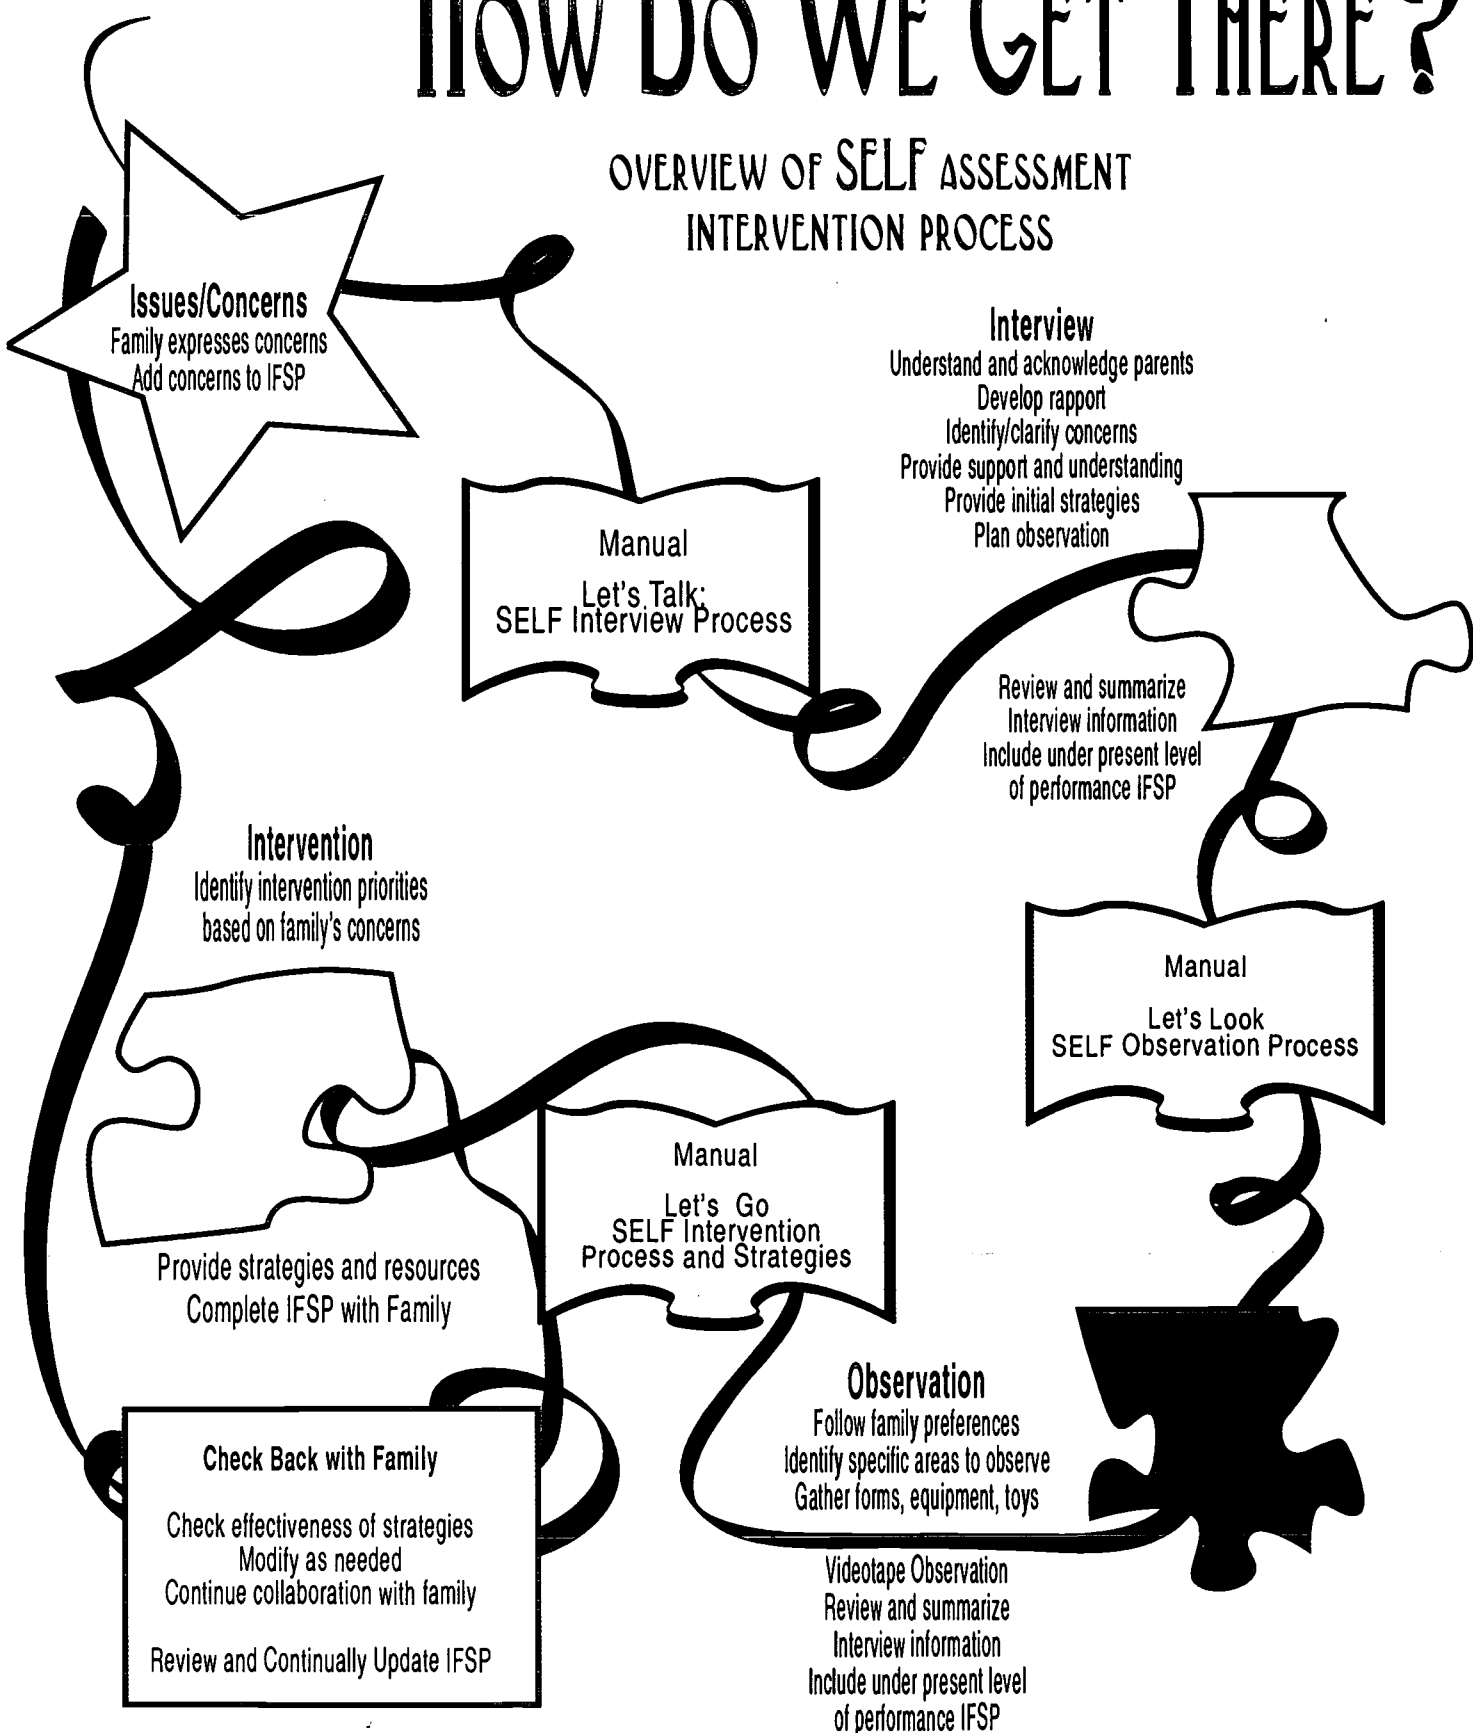 HOW DO WE GET THERE?
OVERVIEW OF SELF ASSESSMENT
INTERVENTION PROCESS
Issues/Concerns
Family expresses concerns
Add concerns to IFSP
Interview
Understand and acknowledge parents
Develop rapport
Identify/clarify concerns
Provide support and understanding
Provide initial strategies
Plan observation
Manual
Let's Talk:
SELF Interview Process
Review and summarize
Interview information
Include under present level
of performance IFSP
Manual
Let's Look
SELF Observation Process
Intervention
Identify intervention priorities
based on family's concerns
Manual
Let's Go
SELF Intervention
Process and Strategies
Provide strategies and resources
Complete IFSP with Family
Observation
Follow family preferences
Identify specific areas to observe
Gather forms, equipment, toys
Videotape Observation
Review and summarize
Interview information
Include under present level
of performance IFSP
Check Back with Family
Check effectiveness of strategies
Modify as needed
Continue collaboration with family
Review and Continually Update IFSP